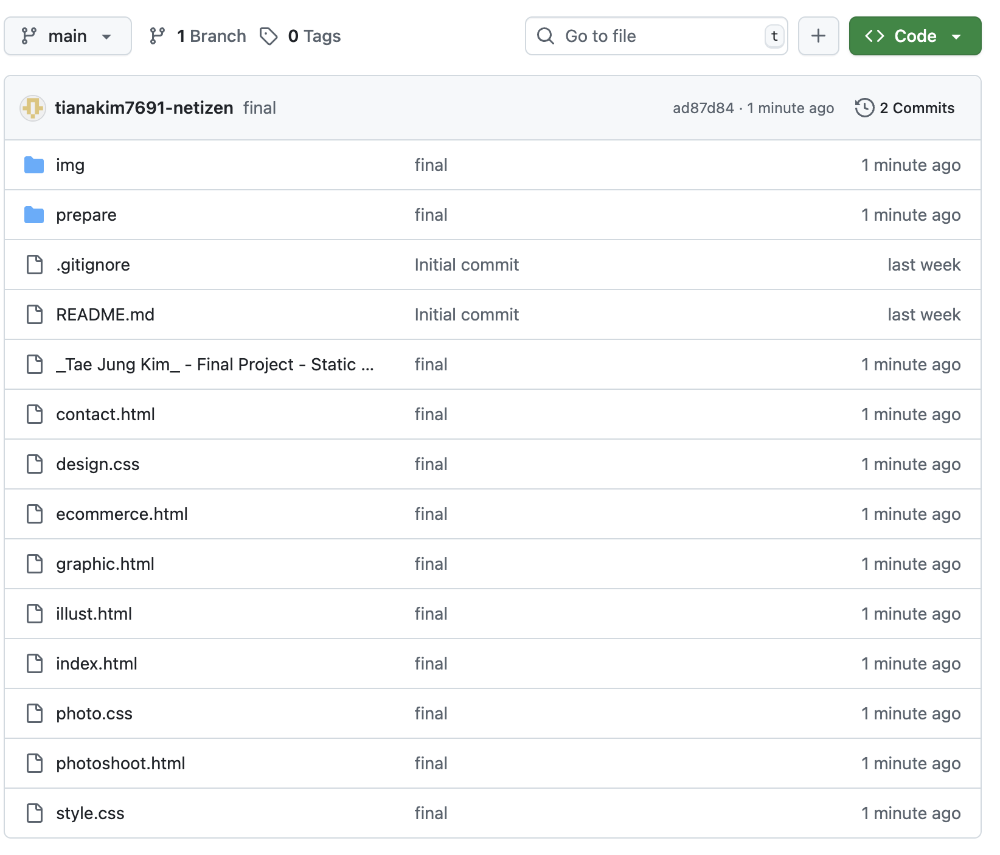 main 1 Branch 0 Tags Go to file t Code
tianakim7691-netizen final ad87d84 · 1 minute ago 2 Commits
img final 1 minute ago
prepare final 1 minute ago
.gitignore Initial commit last week
README.md Initial commit last week
_Tae Jung Kim_ - Final Project - Static ... final 1 minute ago
contact.html final 1 minute ago
design.css final 1 minute ago
ecommerce.html final 1 minute ago
graphic.html final 1 minute ago
illust.html final 1 minute ago
index.html final 1 minute ago
photo.css final 1 minute ago
photoshoot.html final 1 minute ago
style.css final 1 minute ago